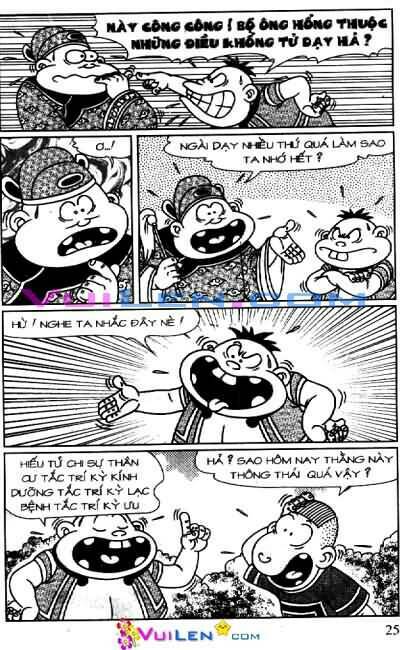 NÀY CÔNG CÔNG! BỘ ÔNG HỔNG THUỘC
NHỮNG ĐIỀU KHỔNG TỬ DẠY HẢ?
Ơ...!
NGÀI DẠY NHIỀU THỨ QUÁ LÀM SAO
TA NHỚ HẾT?
VUILEN.COM
HỪ! NGHE TA NHẮC ĐÂY NÈ!
HIẾU TỬ CHI SỰ THÂN
CƯ TẮC TRÍ KỲ KÍNH
DƯỠNG TẮC TRÍ KỲ LẠC
BỆNH TẮC TRÍ KỲ ƯU
HẢ? SAO HÔM NAY THẰNG NÀY
THÔNG THÁI QUÁ VẬY?
25
VUILEN.COM